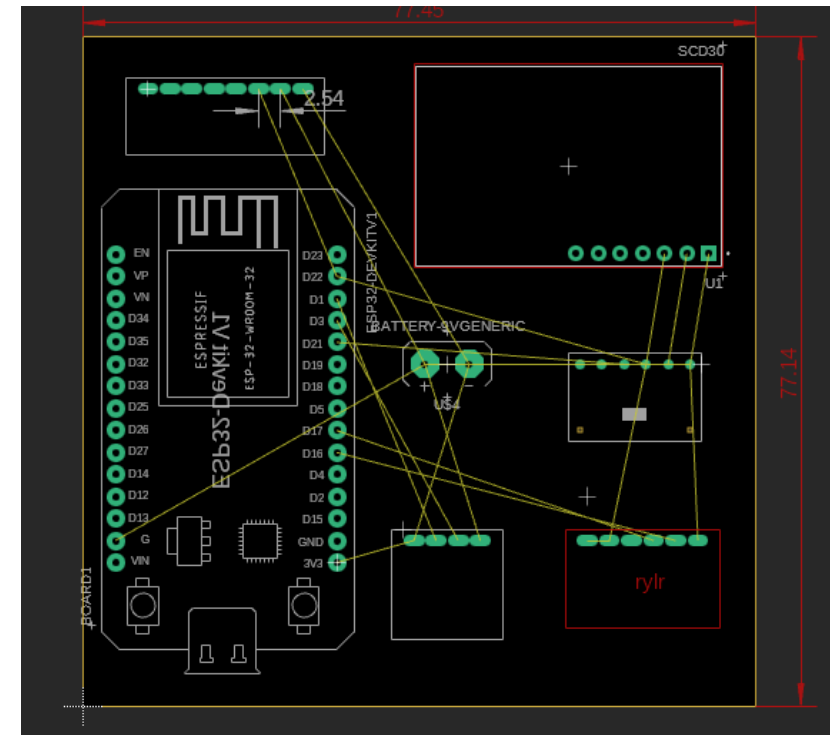 77.45
SCD30
2.54
EN
VP
VN
D34
D35
D32
D33
D25
D26
D27
D14
D12
D13
G
VIN
ESPRESSIF
ESP-32-WROOM-32
ESP32-DevKit V1
D23
D22
D1
D3
D21
D19
D18
D5
D17
D16
D4
D2
D15
GND
3V3
ESP32-DEVKITV1
BOARD1
BATTERY-9VGENERIC
U$4
U1
77.14
rylr